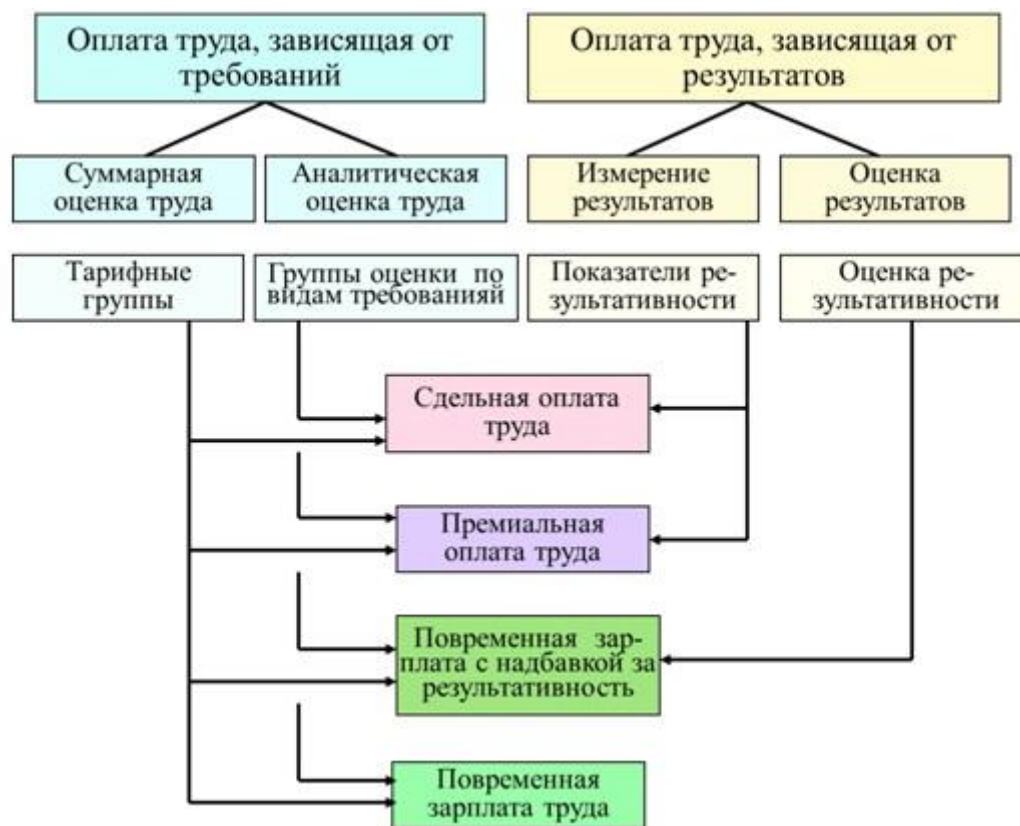 Оплата труда, зависящая от
требований
Оплата труда, зависящая от
результатов
Суммарная
оценка труда
Аналитическая
оценка труда
Измерение
результатов
Оценка
результатов
Тарифные
группы
Группы оценки по
видам требованияй
Показатели ре-
зультативности
Оценка ре-
зультативности
Сдельная оплата
труда
Премиальная
оплата труда
Повременная зар-
плата с надбавкой за
результативность
Повременная
зарплата труда